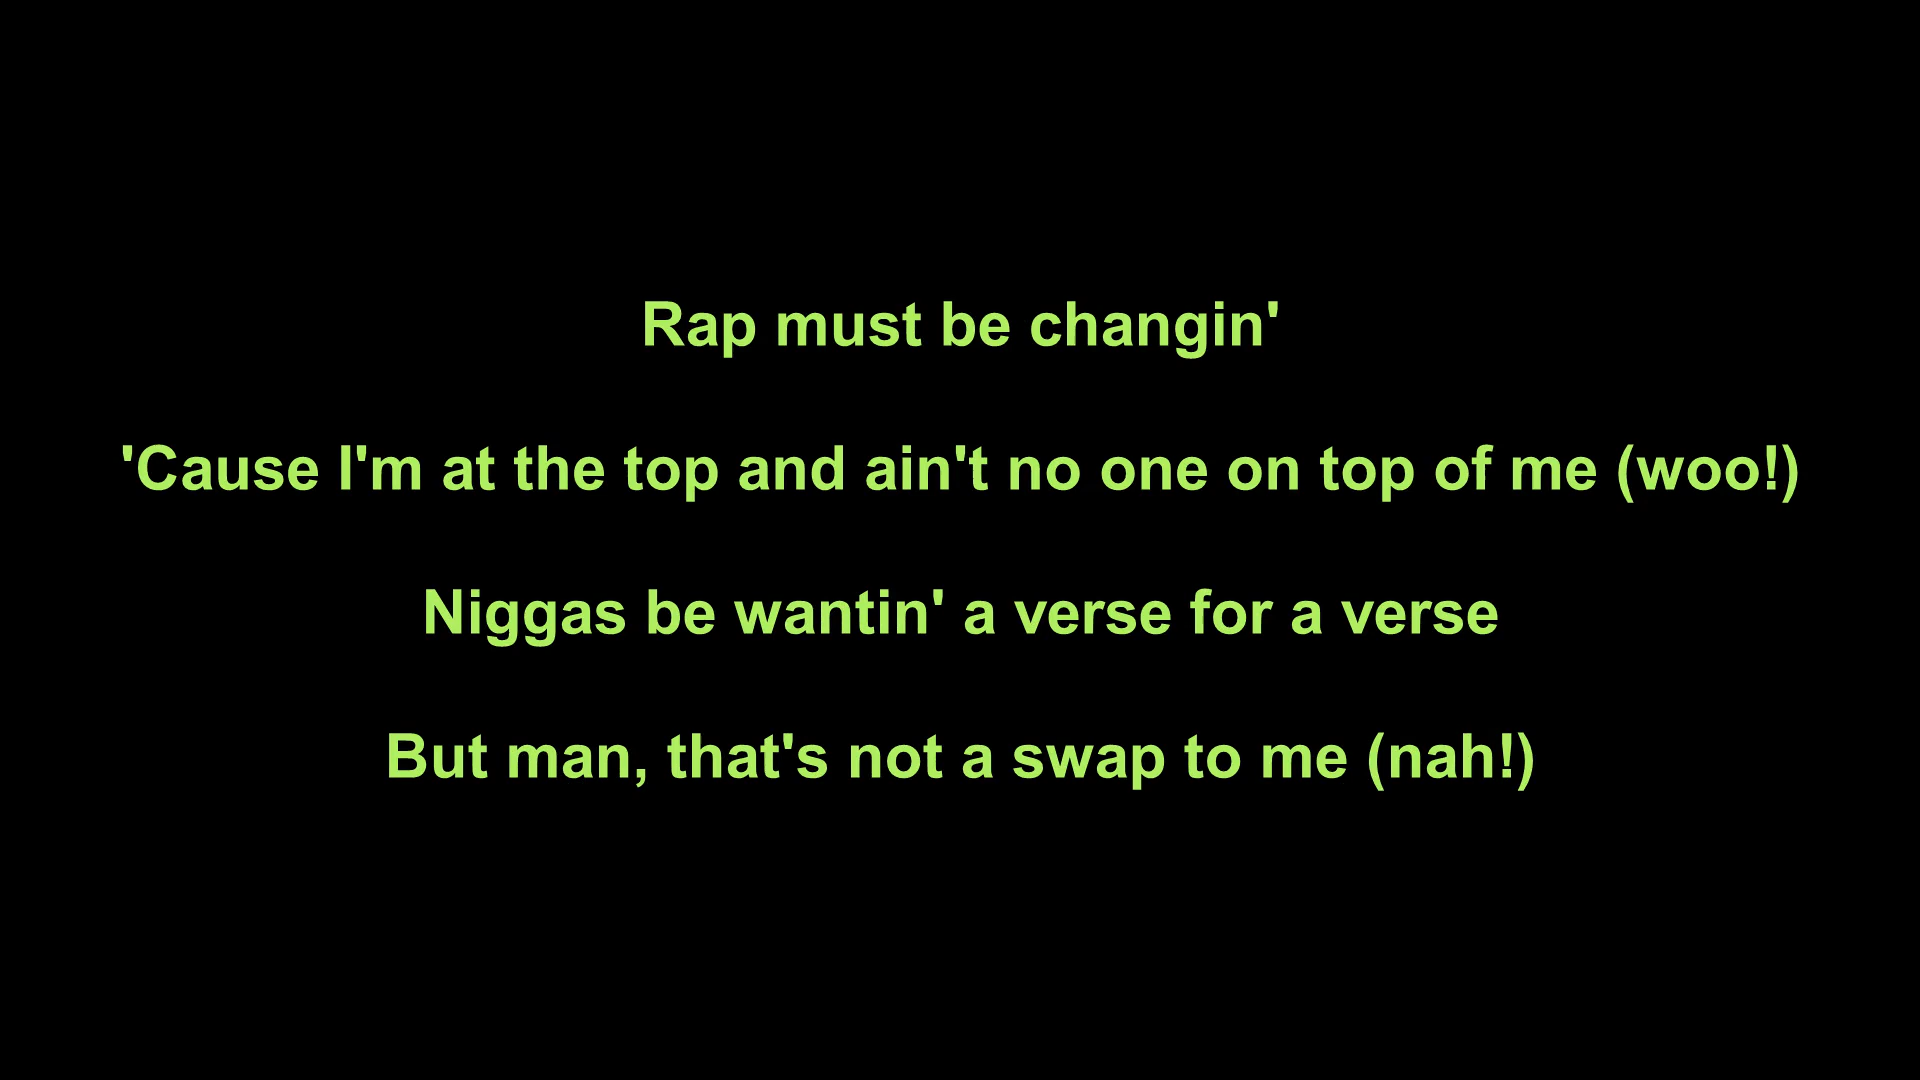 Rap must be changin'
'Cause I'm at the top and ain't no one on top of me (woo!)
Niggas be wantin' a verse for a verse
But man, that's not a swap to me (nah!)